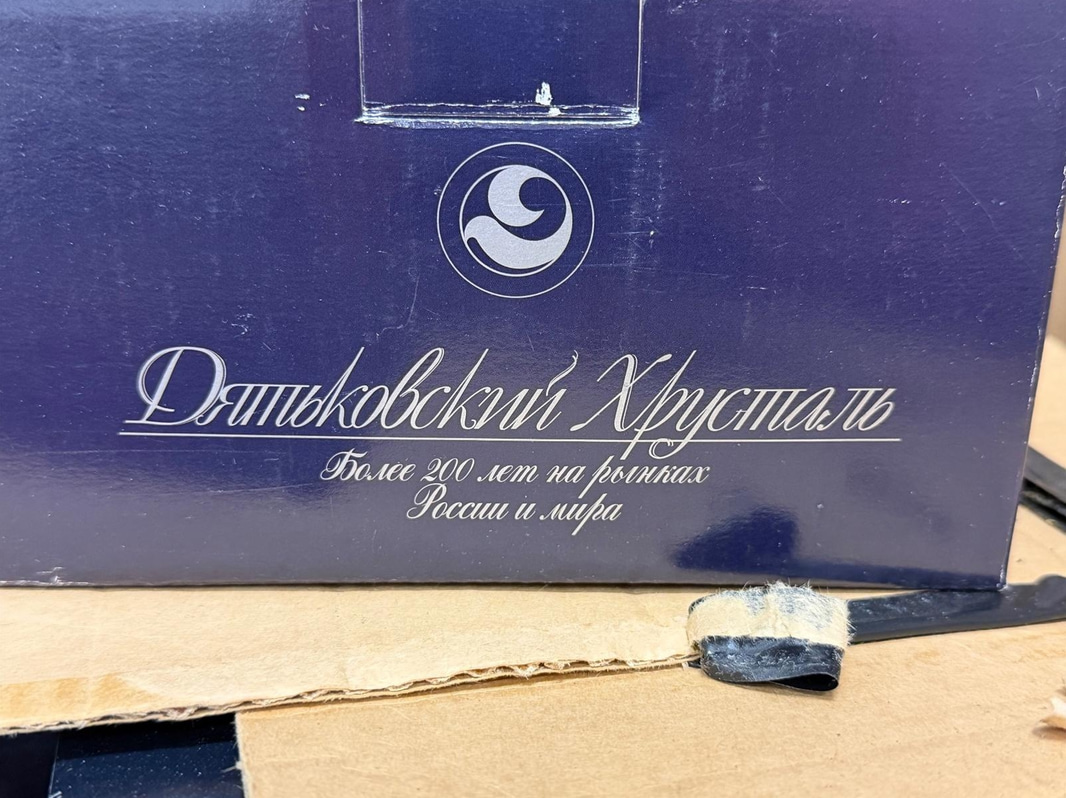 Дятьковский Хрусталь
Более 200 лет на рынках
России и мира